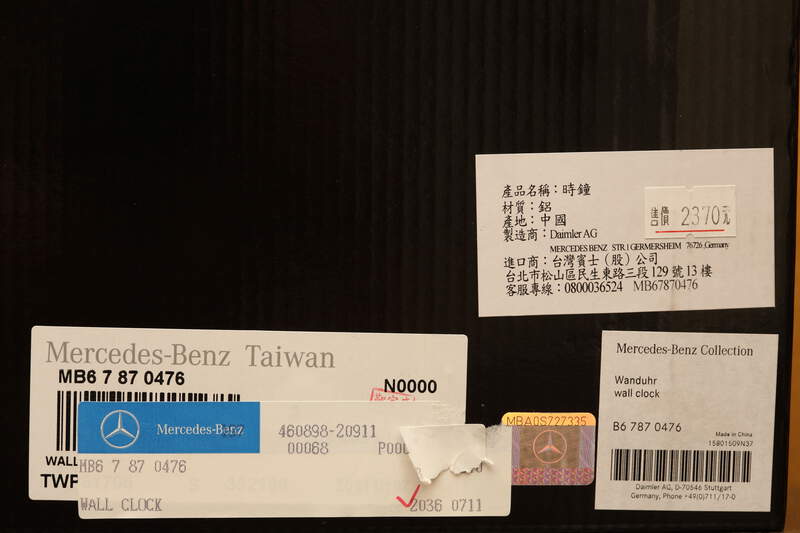 產品名稱：時鐘
材質：鋁
產地：中國
製造商：Daimler AG
MERCEDES BENZ STR.1 GERMERSHEIM 76726 Germany
進口商：台灣賓士（股）公司
台北市松山區民生東路三段129號13樓
客服專線：0800036524 MB67870476
售價 2370元
Mercedes-Benz Taiwan
MB6 7 87 0476
N0000
WALL
TWP
Mercedes-Benz
460898-20911
00068 P000
MB6 7 87 0476
WALL CLOCK
2036 0711
MBA0S727335
Mercedes-Benz Collection
Wanduhr
wall clock
B6 787 0476
Made in China
15801509N37
Daimler AG, D-70546 Stuttgart
Germany, Phone +49(0)711/17-0